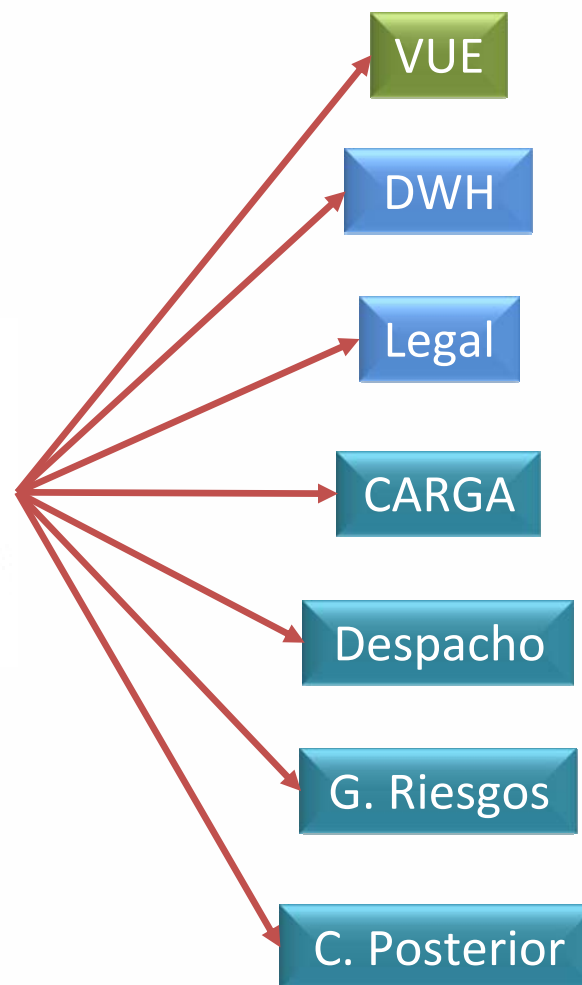 VUE
DWH
Legal
CARGA
Despacho
G. Riesgos
C. Posterior